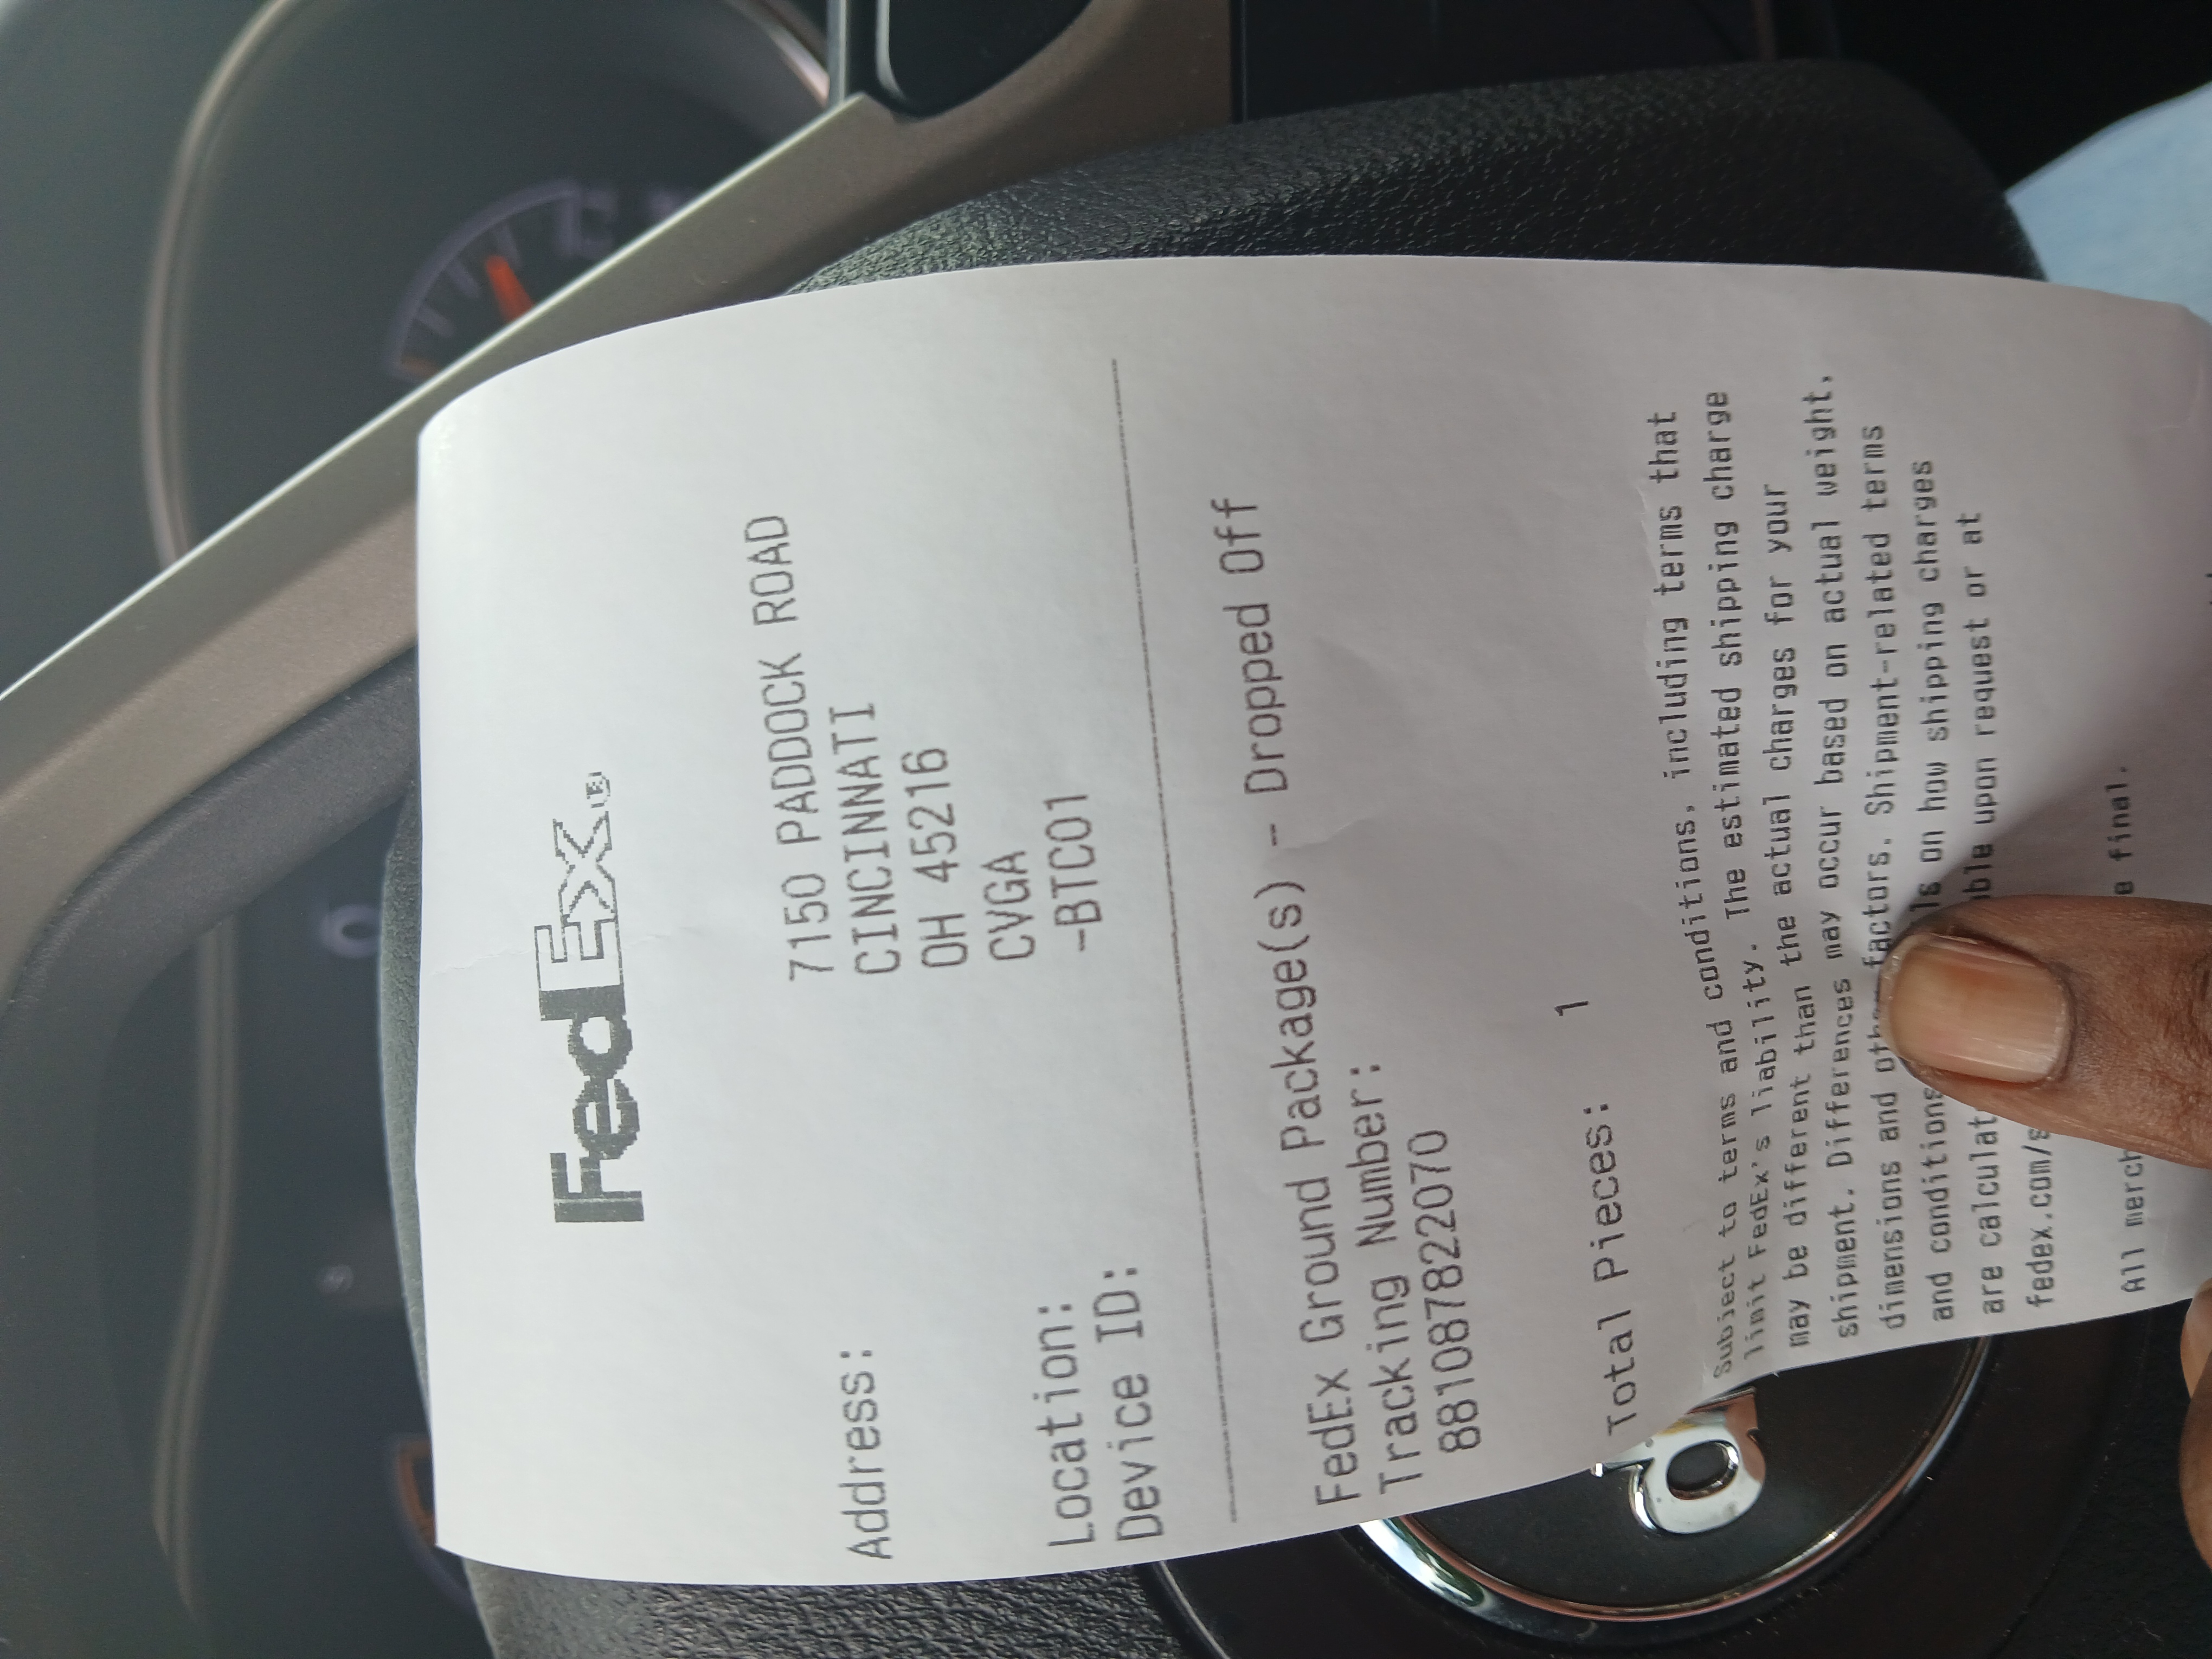 FedEx®
Address: 7150 PADDOCK ROAD
CINCINNATI
OH 45216
Location: CVGA
Device ID: -BTC01
FedEx Ground Package(s) -- Dropped Off
Tracking Number:
881087822070
Total Pieces: 1
Subject to terms and conditions, including terms that
limit FedEx's liability. The estimated shipping charge
may be different than the actual charges for your
shipment. Differences may occur based on actual weight,
dimensions and other factors. Shipment-related terms
and conditions on how shipping charges
are calculat upon request or at
fedex.com/s
All merch final.